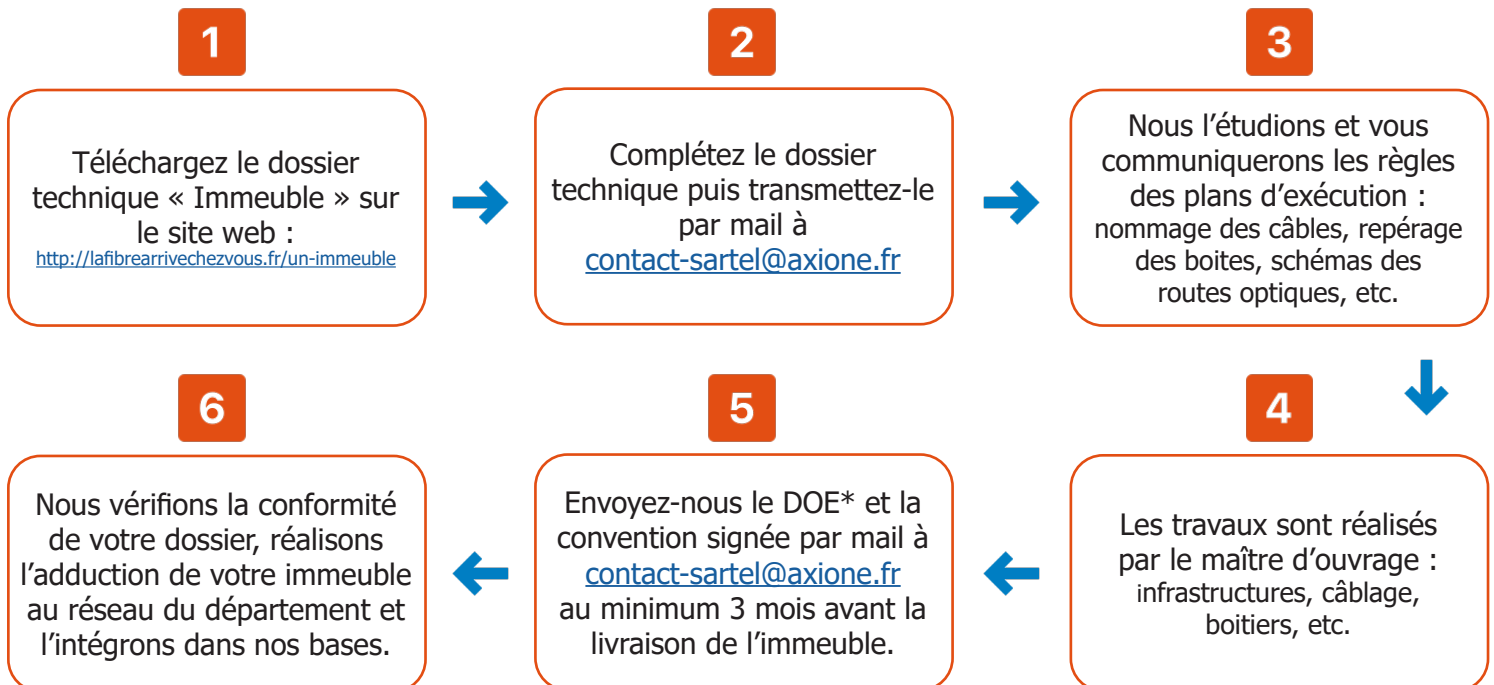 1
Téléchargez le dossier
technique « Immeuble » sur
le site web :
http://lafibrearrivechezvous.fr/un-immeuble
2
Complétez le dossier
technique puis transmettez-le
par mail à
contact-sartel@axione.fr
3
Nous l’étudions et vous
communiquerons les règles
des plans d’exécution :
nommage des câbles, repérage
des boites, schémas des
routes optiques, etc.
4
Les travaux sont réalisés
par le maître d’ouvrage :
infrastructures, câblage,
boitiers, etc.
5
Envoyez-nous le DOE* et la
convention signée par mail à
contact-sartel@axione.fr
au minimum 3 mois avant la
livraison de l’immeuble.
6
Nous vérifions la conformité
de votre dossier, réalisons
l’adduction de votre immeuble
au réseau du département et
l’intégrons dans nos bases.